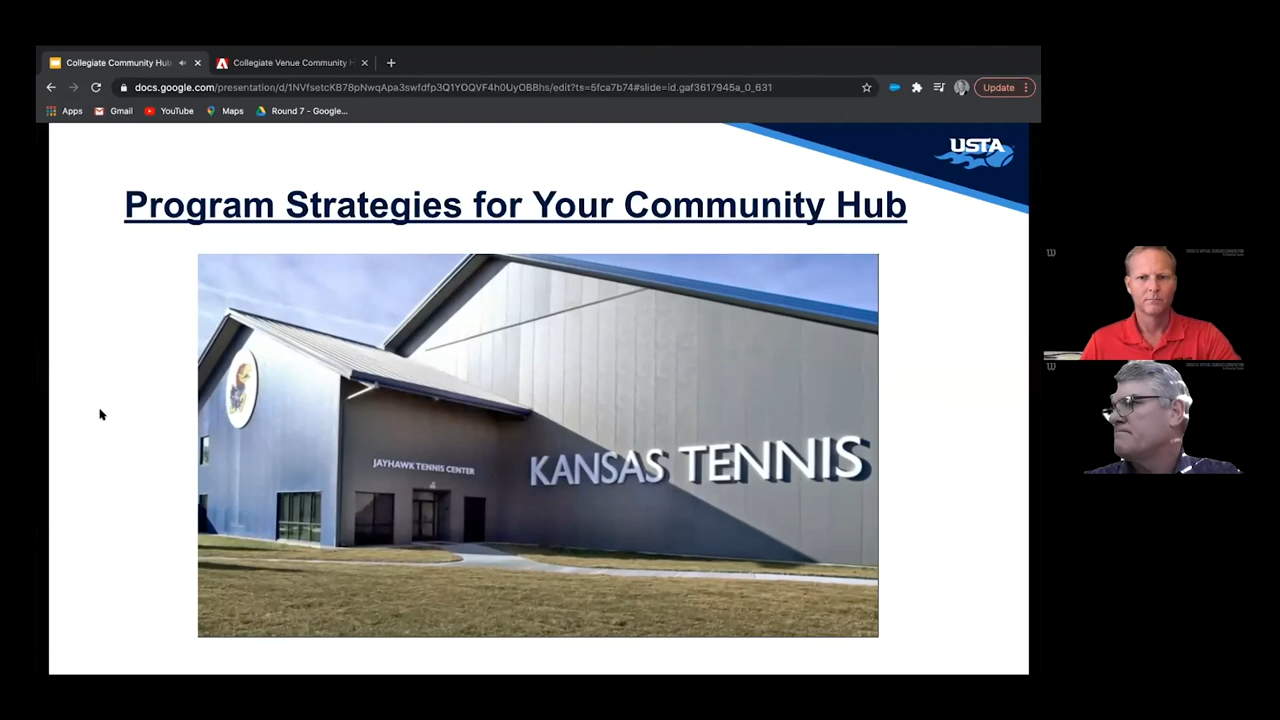 Collegiate Community Hub
Collegiate Venue Community H
docs.google.com/presentation/d/1NVfsetcKB78pNwqApa3swfdfp3Q1YOQVF4h0UyOBBhs/edit?ts=5fca7b74#slide=id.gaf3617945a_0_631
Update
Apps
Gmail
YouTube
Maps
Round 7 - Google...
USTA
Program Strategies for Your Community Hub
JAYHAWK TENNIS CENTER
KANSAS TENNIS